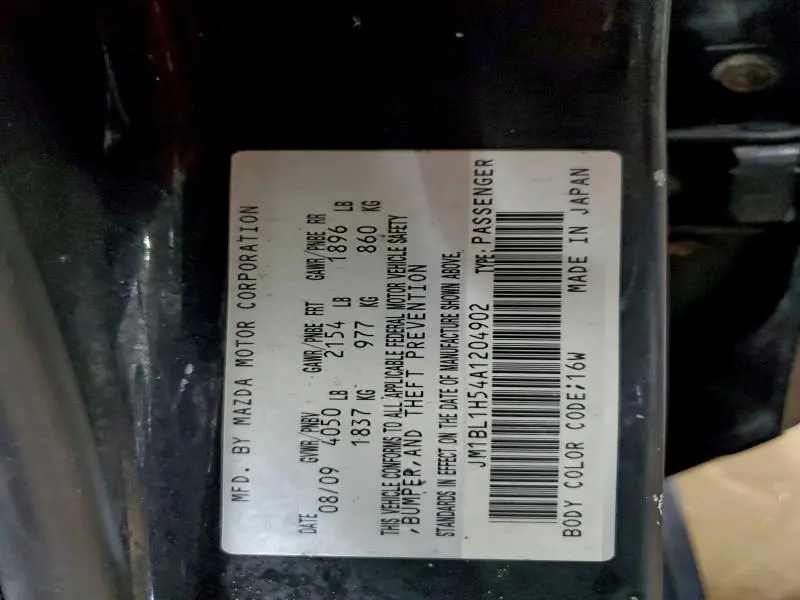 MFD. BY MAZDA MOTOR CORPORATION
DATE GVWR/PNBV GAWR/PNBE FRT GAWR/PNBE RR
08/09 4050 LB 2154 LB 1896 LB
1837 KG 977 KG 860 KG
THIS VEHICLE CONFORMS TO ALL APPLICABLE FEDERAL MOTOR VEHICLE SAFETY
,BUMPER,AND THEFT PREVENTION
STANDARDS IN EFFECT ON THE DATE OF MANUFACTURE SHOWN ABOVE.
JM1BL1H54A1204902 TYPE:PASSENGER
BODY COLOR CODE;16W MADE IN JAPAN